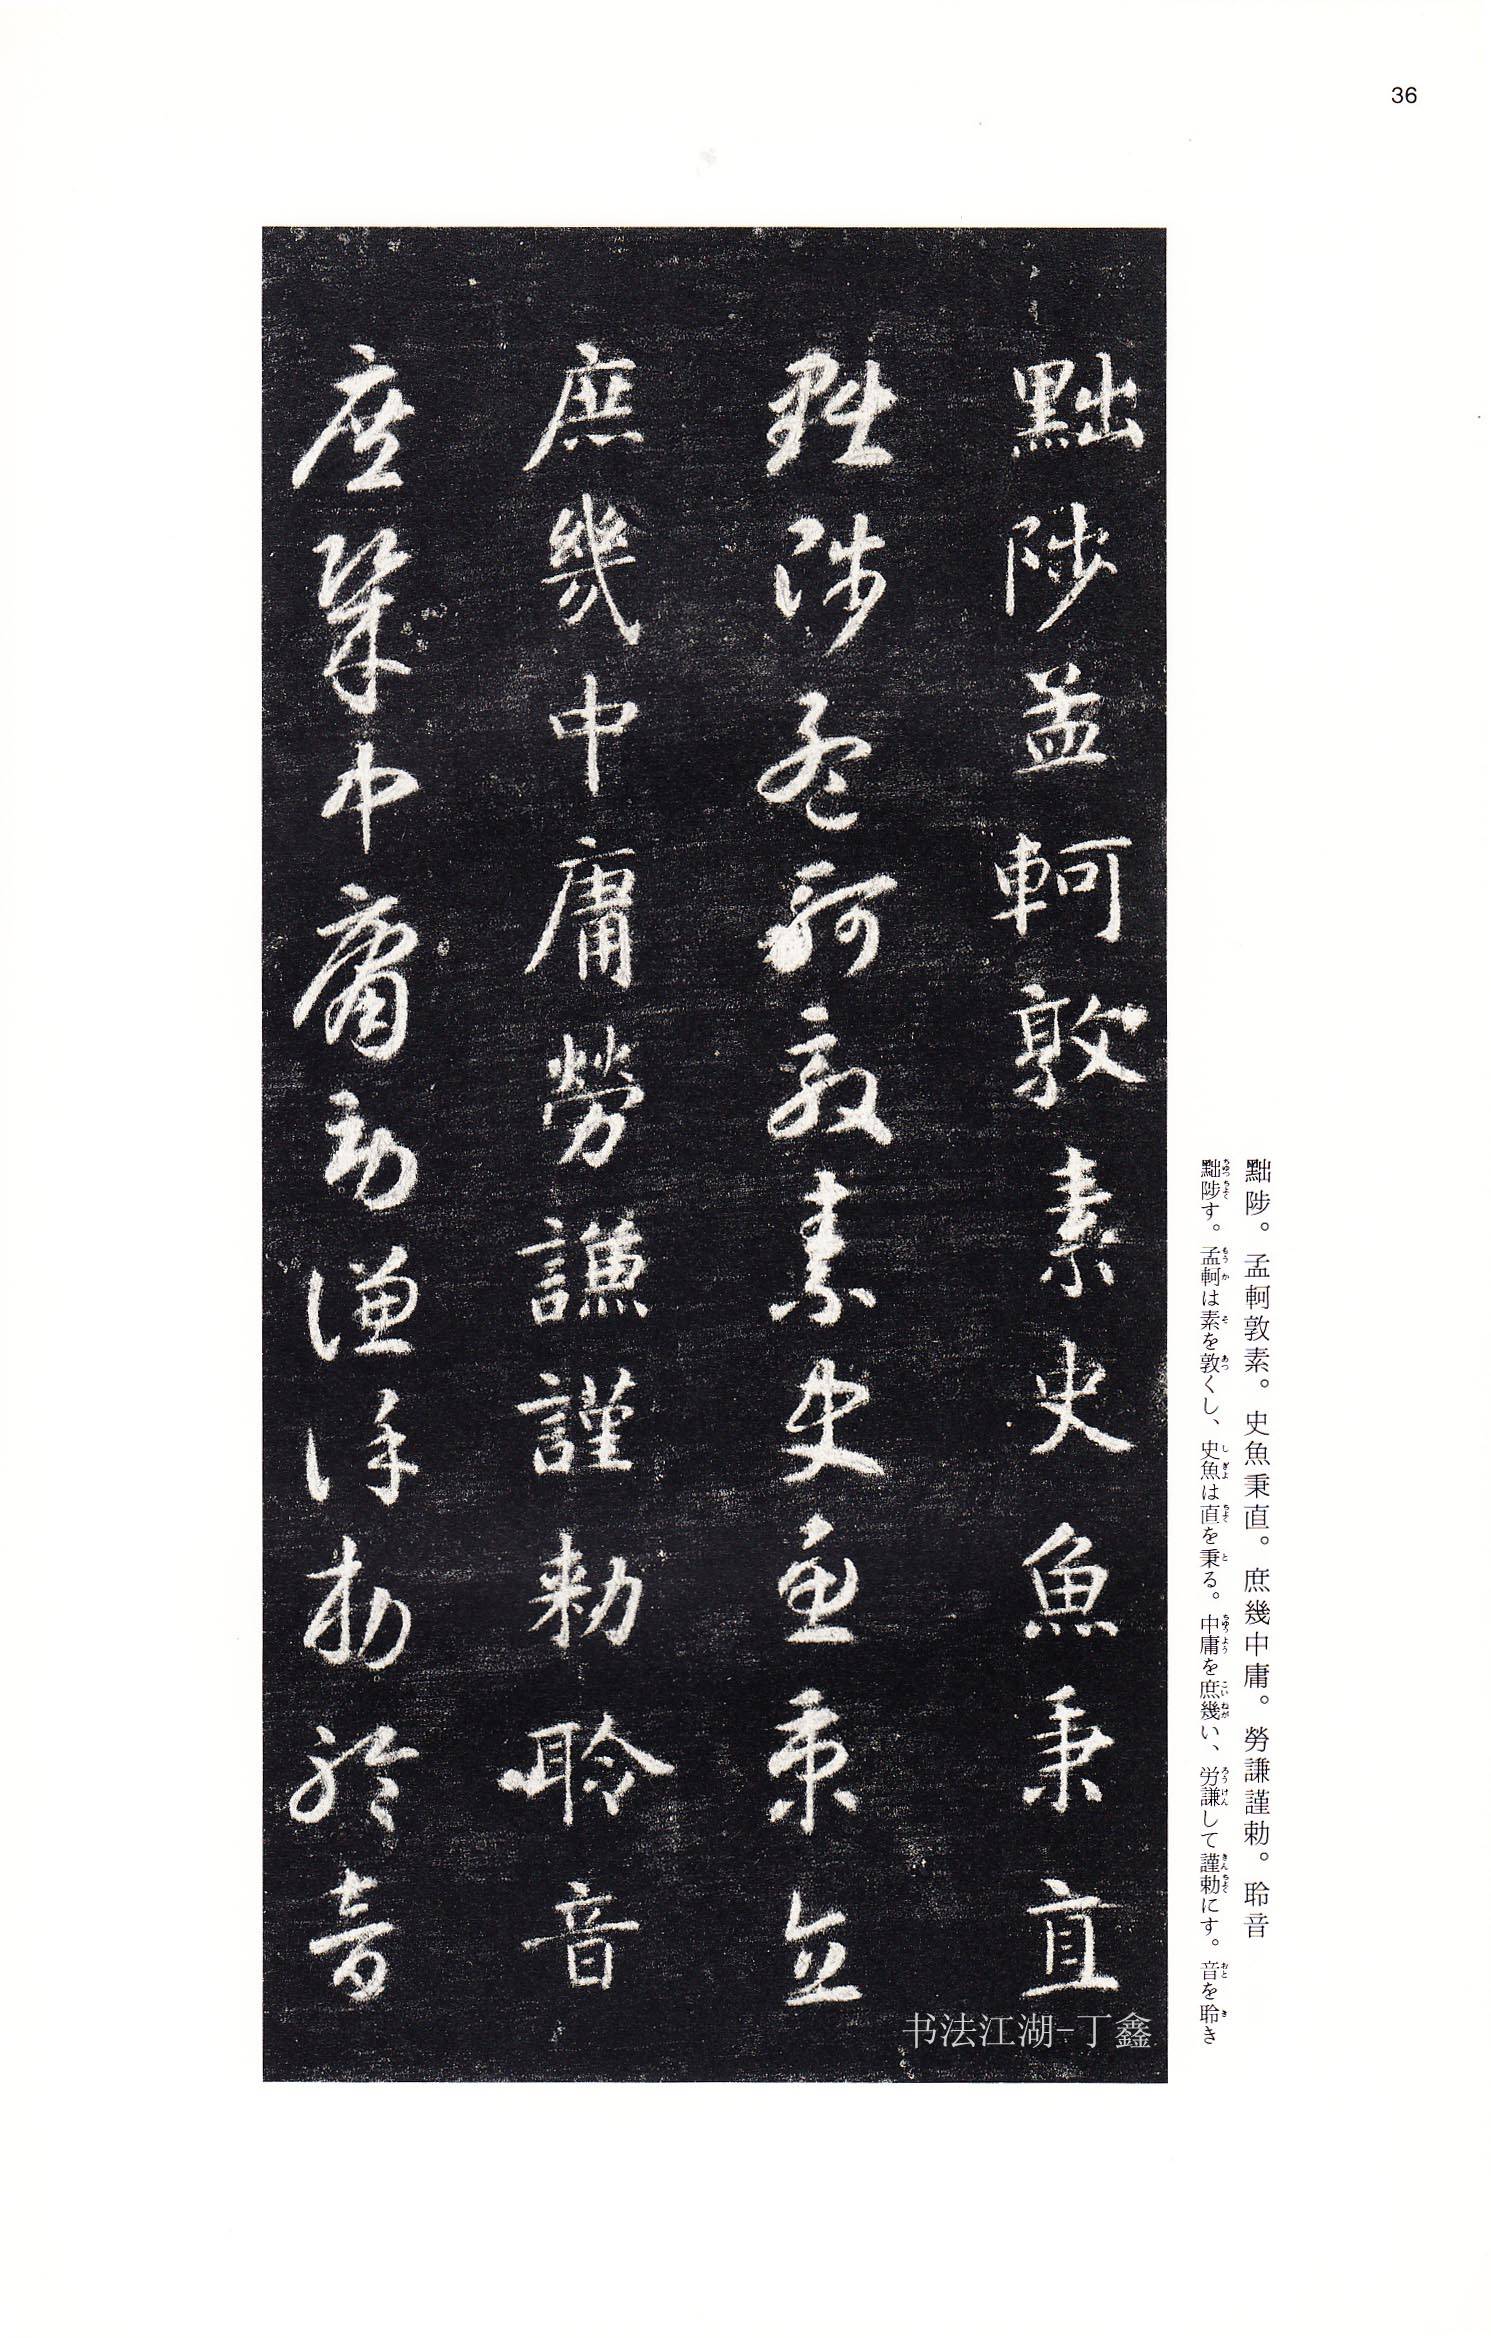 36
黜陟孟軻敦素史魚秉直
黜陟孟軻敦素史魚秉直
庶幾中庸勞謙謹勅聆音
庶幾中庸勞謙謹勅聆音
黜陟。孟軻敦素。史魚秉直。庶幾中庸。勞謙謹勅。聆音
黜陟す。孟軻は素を敦くし、史魚は直を秉る。中庸を庶幾い、労謙して謹勅にす。音を聆き
书法江湖-丁鑫